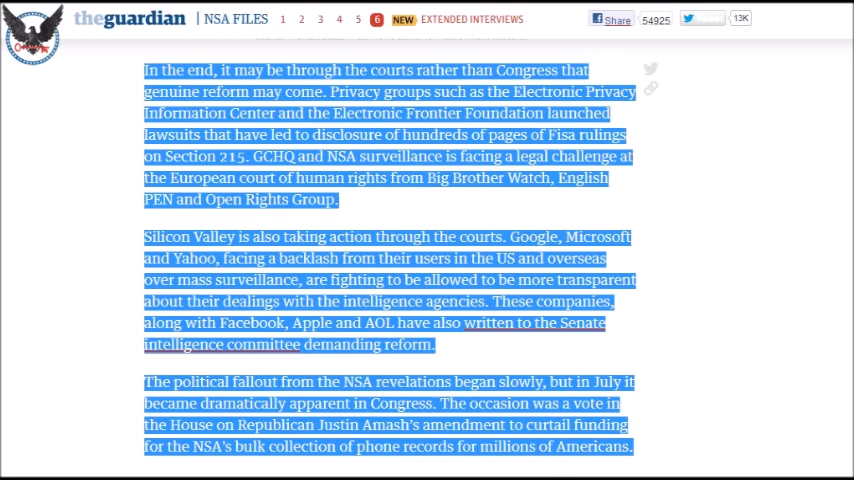 theguardian | NSA FILES 1 2 3 4 5 6 NEW EXTENDED INTERVIEWS Share 54925 13K
In the end, it may be through the courts rather than Congress that
genuine reform may come. Privacy groups such as the Electronic Privacy
Information Center and the Electronic Frontier Foundation launched
lawsuits that have led to disclosure of hundreds of pages of Fisa rulings
on Section 215. GCHQ and NSA surveillance is facing a legal challenge at
the European court of human rights from Big Brother Watch, English
PEN and Open Rights Group.
Silicon Valley is also taking action through the courts. Google, Microsoft
and Yahoo, facing a backlash from their users in the US and overseas
over mass surveillance, are fighting to be allowed to be more transparent
about their dealings with the intelligence agencies. These companies,
along with Facebook, Apple and AOL have also written to the Senate
intelligence committee demanding reform.
The political fallout from the NSA revelations began slowly, but in July it
became dramatically apparent in Congress. The occasion was a vote in
the House on Republican Justin Amash's amendment to curtail funding
for the NSA's bulk collection of phone records for millions of Americans.